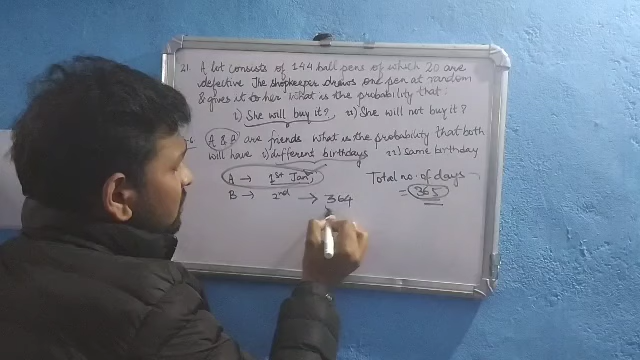 21. A lot consists of 144 ball pens of which 20 are
defective The shopkeeper draws one pen at random
& gives it to her What is the probability that:
i) She will buy it? ii) She will not buy it?
6. A & B are friends What is the probability that both
will have i) different birthdays ii) same birthday
A → 1st Jan,
B → 2nd → 364
Total no. of days
= 365